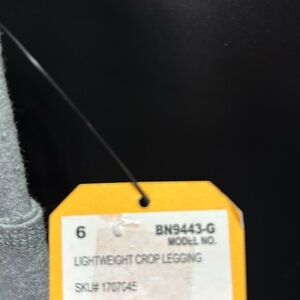 6 BN9443-G
MODEL NO.
LIGHTWEIGHT CROP LEGGING
SKU# 1707045